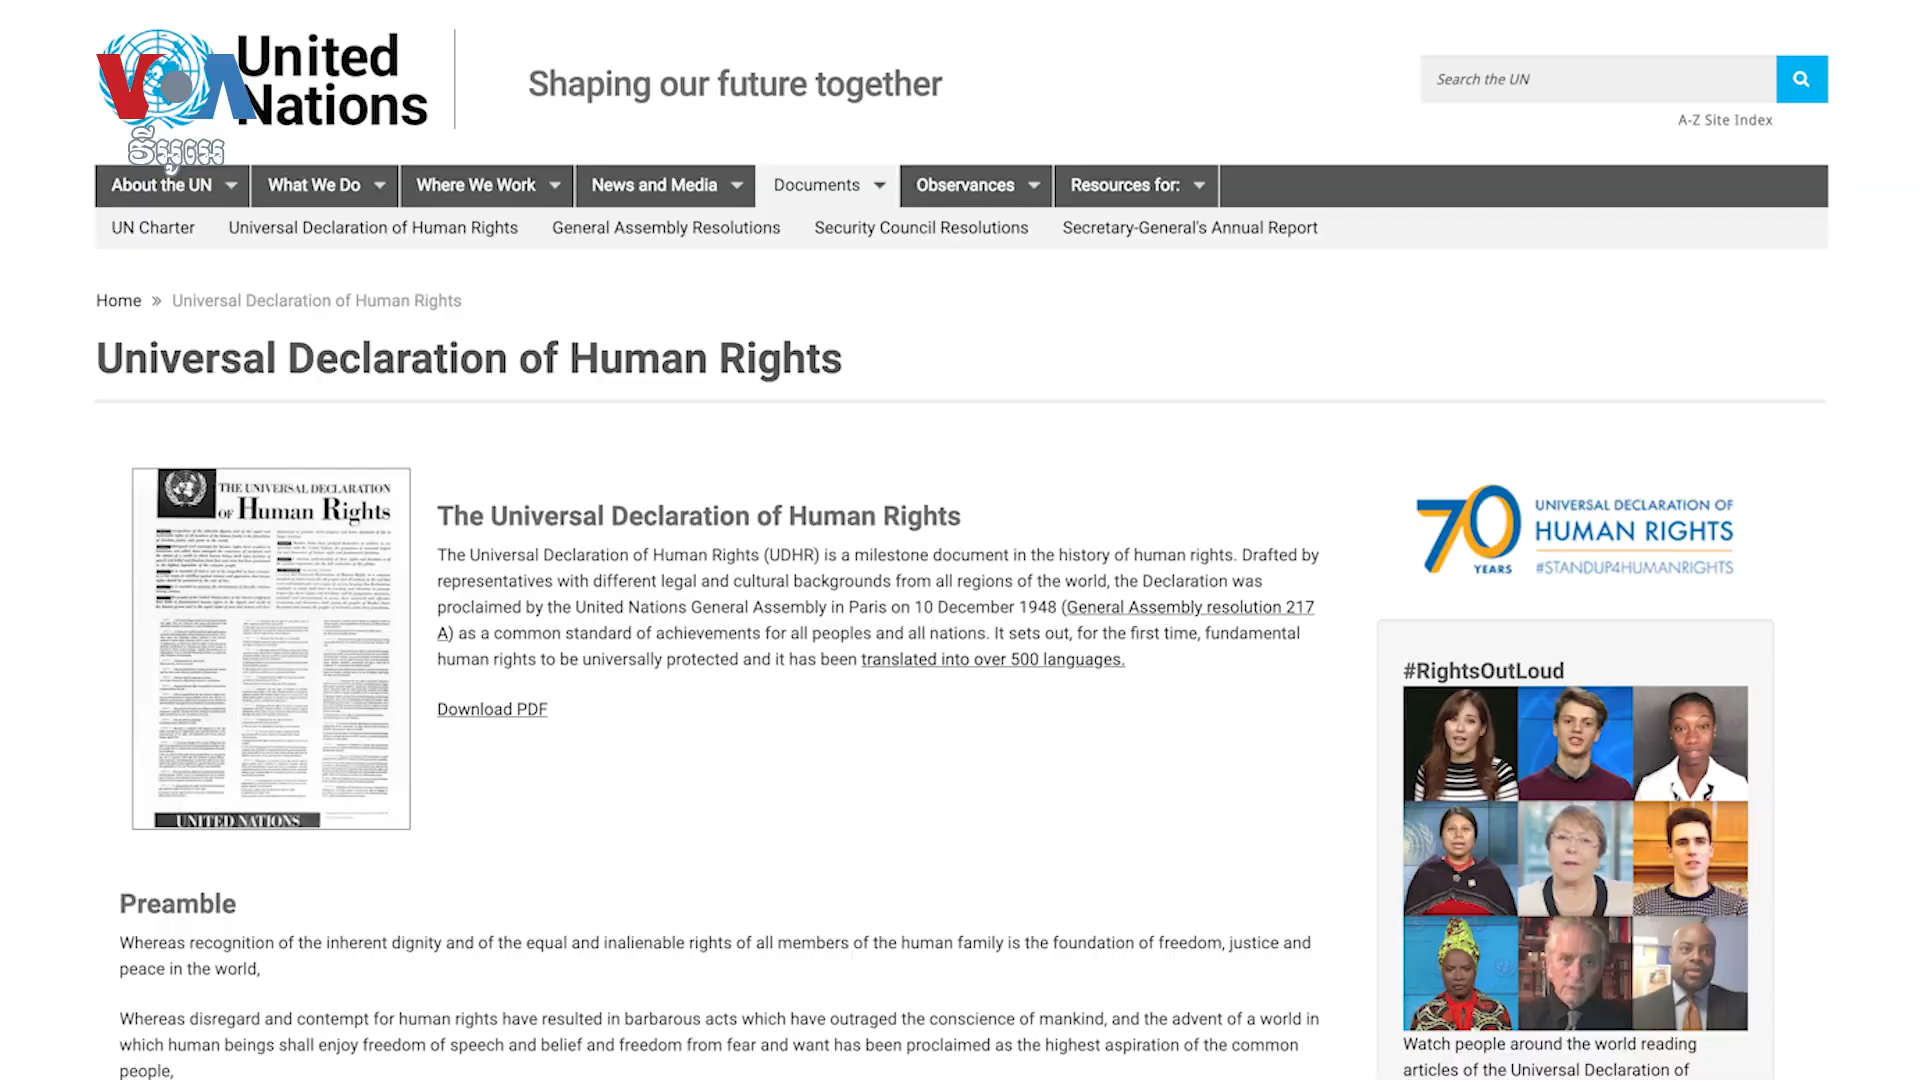 United
Nations
VOA
វីអូអេ
Shaping our future together
Search the UN
A-Z Site Index
About the UN
What We Do
Where We Work
News and Media
Documents
Observances
Resources for:
UN Charter
Universal Declaration of Human Rights
General Assembly Resolutions
Security Council Resolutions
Secretary-General's Annual Report
Home » Universal Declaration of Human Rights
Universal Declaration of Human Rights
THE UNIVERSAL DECLARATION
OF Human Rights
UNITED NATIONS
The Universal Declaration of Human Rights
The Universal Declaration of Human Rights (UDHR) is a milestone document in the history of human rights. Drafted by
representatives with different legal and cultural backgrounds from all regions of the world, the Declaration was
proclaimed by the United Nations General Assembly in Paris on 10 December 1948 (General Assembly resolution 217
A) as a common standard of achievements for all peoples and all nations. It sets out, for the first time, fundamental
human rights to be universally protected and it has been translated into over 500 languages.
Download PDF
70
YEARS
UNIVERSAL DECLARATION OF
HUMAN RIGHTS
#STANDUP4HUMANRIGHTS
#RightsOutLoud
Watch people around the world reading
articles of the Universal Declaration of
Preamble
Whereas recognition of the inherent dignity and of the equal and inalienable rights of all members of the human family is the foundation of freedom, justice and
peace in the world,
Whereas disregard and contempt for human rights have resulted in barbarous acts which have outraged the conscience of mankind, and the advent of a world in
which human beings shall enjoy freedom of speech and belief and freedom from fear and want has been proclaimed as the highest aspiration of the common
people,